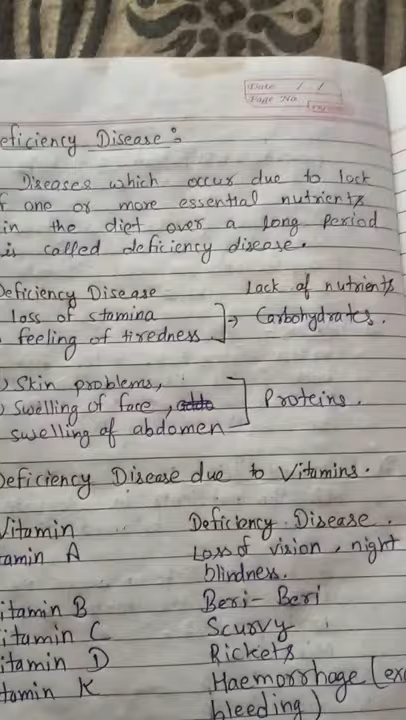 Date / /
Page No.
eficiency Disease :
Diseases which occur due to lack
f one or more essential nutrients
in the diet over a long period
is called deficiency disease.
Deficiency Disease Lack of nutrients
loss of stamina
→ Carbohydrates.
feeling of tiredness
) Skin problems,
) Swelling of face,
Proteins.
swelling of abdomen
Deficiency Disease due to Vitamins.
Vitamin Deficiency Disease.
tamin A Loss of vision, night
blindness.
itamin B Beri-Beri
itamin C Scurvy
itamin D Rickets
tamin K Haemorrhage (exc
bleeding)